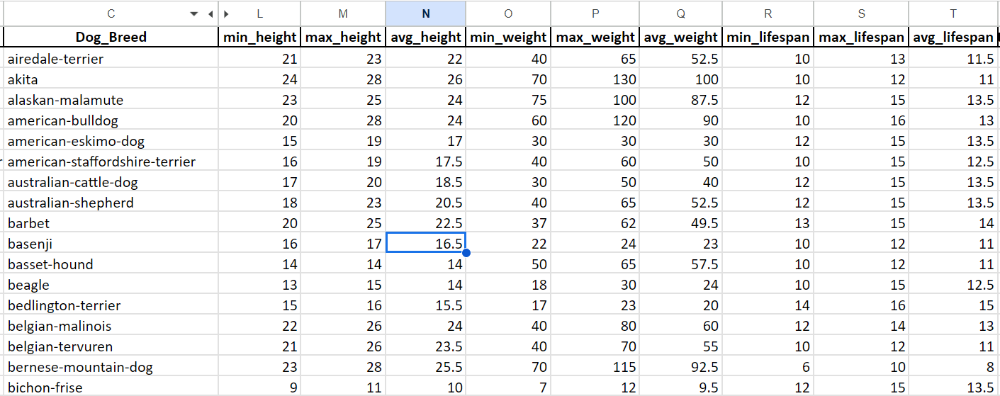 C L M N O P Q R S T
Dog_Breed min_height max_height avg_height min_weight max_weight avg_weight min_lifespan max_lifespan avg_lifespan
airedale-terrier 21 23 22 40 65 52.5 10 13 11.5
akita 24 28 26 70 130 100 10 12 11
alaskan-malamute 23 25 24 75 100 87.5 12 15 13.5
american-bulldog 20 28 24 60 120 90 10 16 13
american-eskimo-dog 15 19 17 30 30 30 12 15 13.5
american-staffordshire-terrier 16 19 17.5 40 60 50 10 15 12.5
australian-cattle-dog 17 20 18.5 30 50 40 12 15 13.5
australian-shepherd 18 23 20.5 40 65 52.5 12 15 13.5
barbet 20 25 22.5 37 62 49.5 13 15 14
basenji 16 17 16.5 22 24 23 10 12 11
basset-hound 14 14 14 50 65 57.5 10 12 11
beagle 13 15 14 18 30 24 10 15 12.5
bedlington-terrier 15 16 15.5 17 23 20 14 16 15
belgian-malinois 22 26 24 40 80 60 12 14 13
belgian-tervuren 21 26 23.5 40 70 55 10 12 11
bernese-mountain-dog 23 28 25.5 70 115 92.5 6 10 8
bichon-frise 9 11 10 7 12 9.5 12 15 13.5